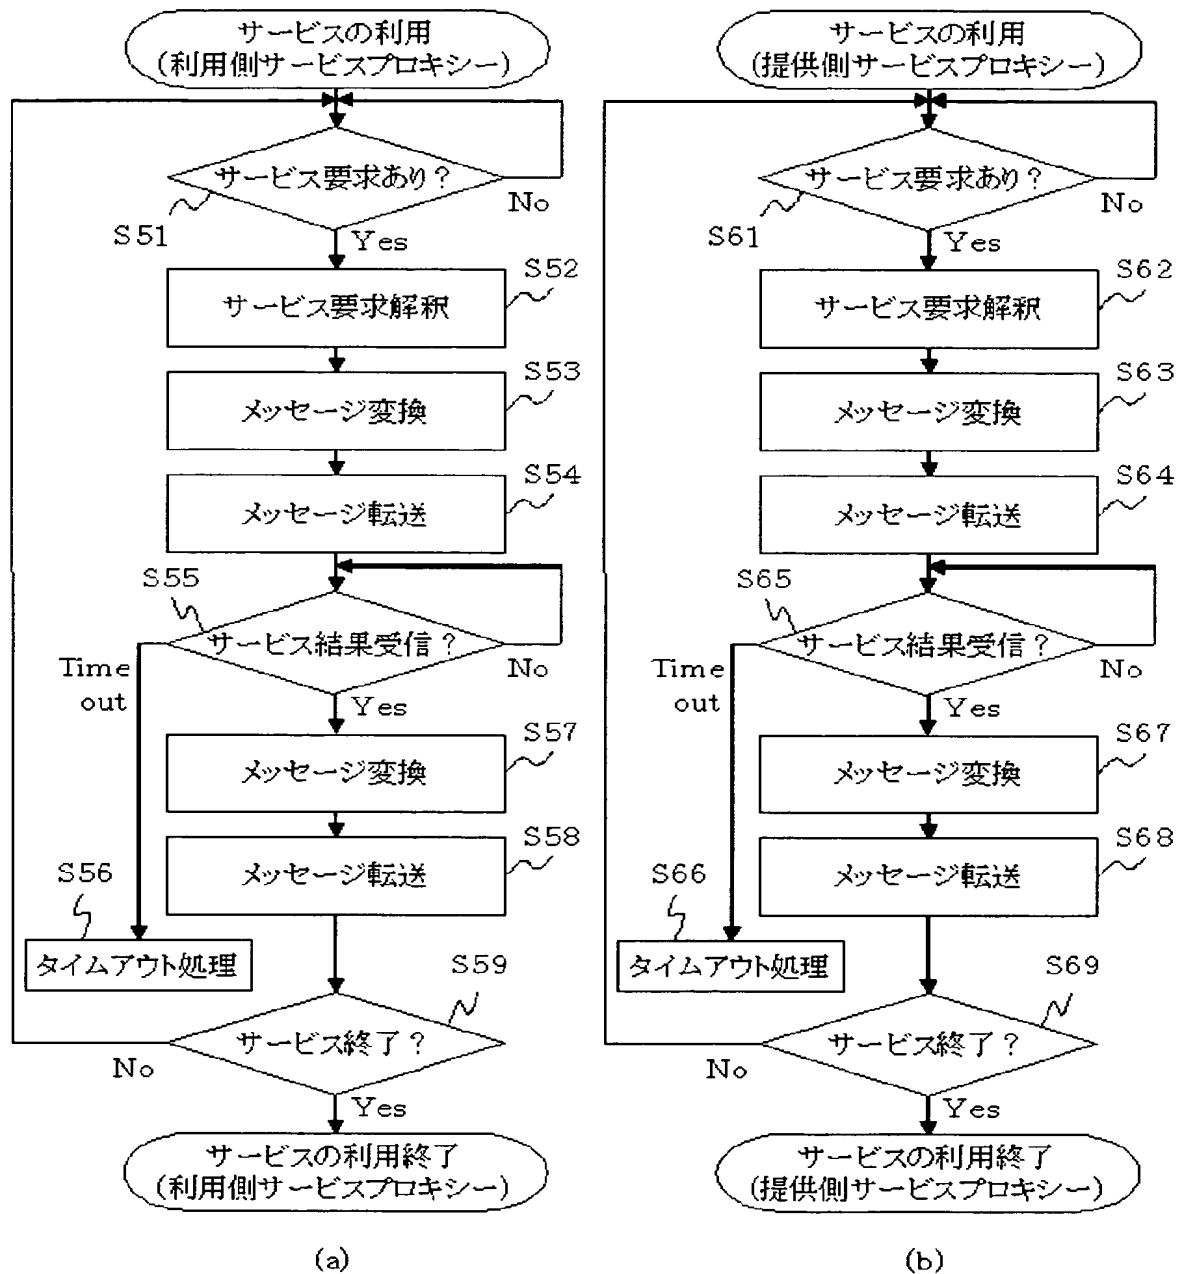 サービスの利用
(利用側サービスプロキシー)
サービス要求あり?
No
S51
Yes
S52
サービス要求解釈
S53
メッセージ変換
S54
メッセージ転送
S55
サービス結果受信?
No
Time
out
Yes
S57
メッセージ変換
S58
メッセージ転送
S56
タイムアウト処理
S59
サービス終了?
No
Yes
サービスの利用終了
(利用側サービスプロキシー)
(a)
サービスの利用
(提供側サービスプロキシー)
サービス要求あり?
No
S61
Yes
S62
サービス要求解釈
S63
メッセージ変換
S64
メッセージ転送
S65
サービス結果受信?
No
Time
out
Yes
S67
メッセージ変換
S68
メッセージ転送
S66
タイムアウト処理
S69
サービス終了?
No
Yes
サービスの利用終了
(提供側サービスプロキシー)
(b)